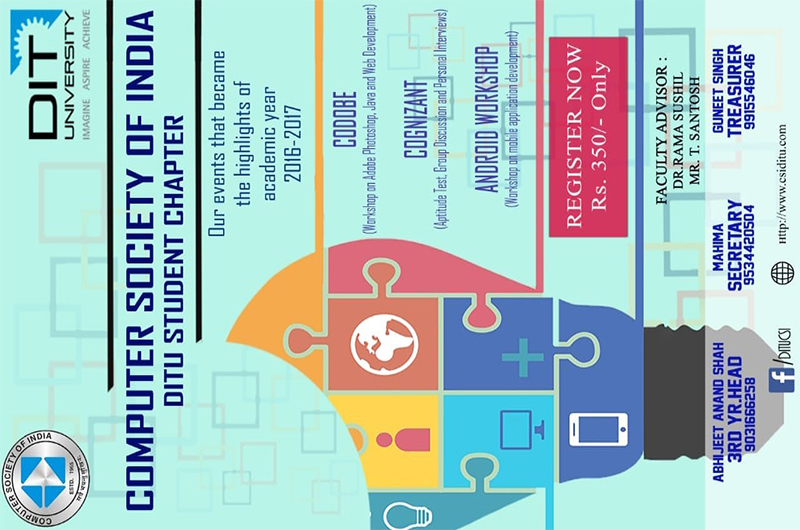 COMPUTER SOCIETY OF INDIA
ESTD. 1965
DIT
UNIVERSITY
IMAGINE ASPIRE ACHIEVE
COMPUTER SOCIETY OF INDIA
DITU STUDENT CHAPTER
Our events that became
the highlights of
academic year
2016-2017
CODOBE
(Workshop on Adobe Photoshop, Java and Web Development)
COGNIZANT
(Aptitude Test, Group Discussion and Personal Interviews)
ANDROID WORKSHOP
(Workshop on mobile application development)
REGISTER NOW
Rs. 350/- Only
FACULTY ADVISOR :
DR.RAMA SUSHIL
MR. T. SANTOSH
ABHIJEET ANAND SHAH
3RD YR.HEAD
9031666258
MAHIMA
SECRETARY
9534420504
GUNEET SINGH
TREASURER
9915546046
/DITUCSI
http://www.csiditu.com